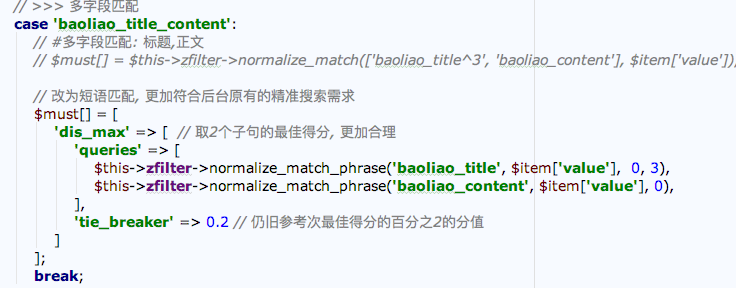 // >>> 多字段匹配
case 'baoliao_title_content':
// #多字段匹配: 标题,正文
// $must[] = $this->zfilter->normalize_match(['baoliao_title^3', 'baoliao_content'], $item['value']);
// 改为短语匹配, 更加符合后台原有的精准搜索需求
$must[] = [
'dis_max' => [ // 取2个子句的最佳得分, 更加合理
'queries' => [
$this->zfilter->normalize_match_phrase('baoliao_title', $item['value'], 0, 3),
$this->zfilter->normalize_match_phrase('baoliao_content', $item['value'], 0),
],
'tie_breaker' => 0.2 // 仍旧参考次最佳得分的百分之2的分值
]
];
break;